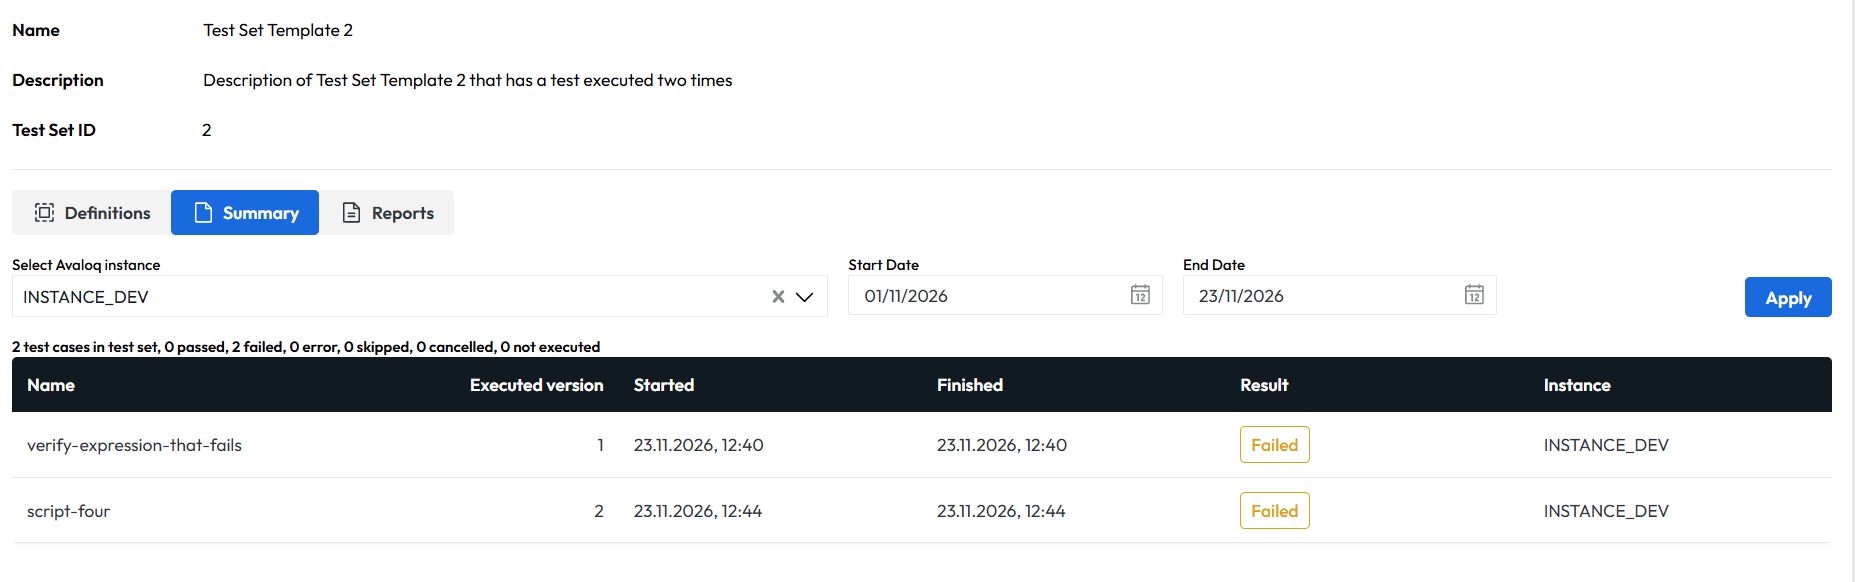 Name Test Set Template 2
Description Description of Test Set Template 2 that has a test executed two times
Test Set ID 2
Definitions Summary Reports
Select Avaloq instance Start Date End Date
INSTANCE_DEV 01/11/2026 12 23/11/2026 12 Apply
2 test cases in test set, 0 passed, 2 failed, 0 error, 0 skipped, 0 cancelled, 0 not executed
Name Executed version Started Finished Result Instance
verify-expression-that-fails 1 23.11.2026, 12:40 23.11.2026, 12:40 Failed INSTANCE_DEV
script-four 2 23.11.2026, 12:44 23.11.2026, 12:44 Failed INSTANCE_DEV